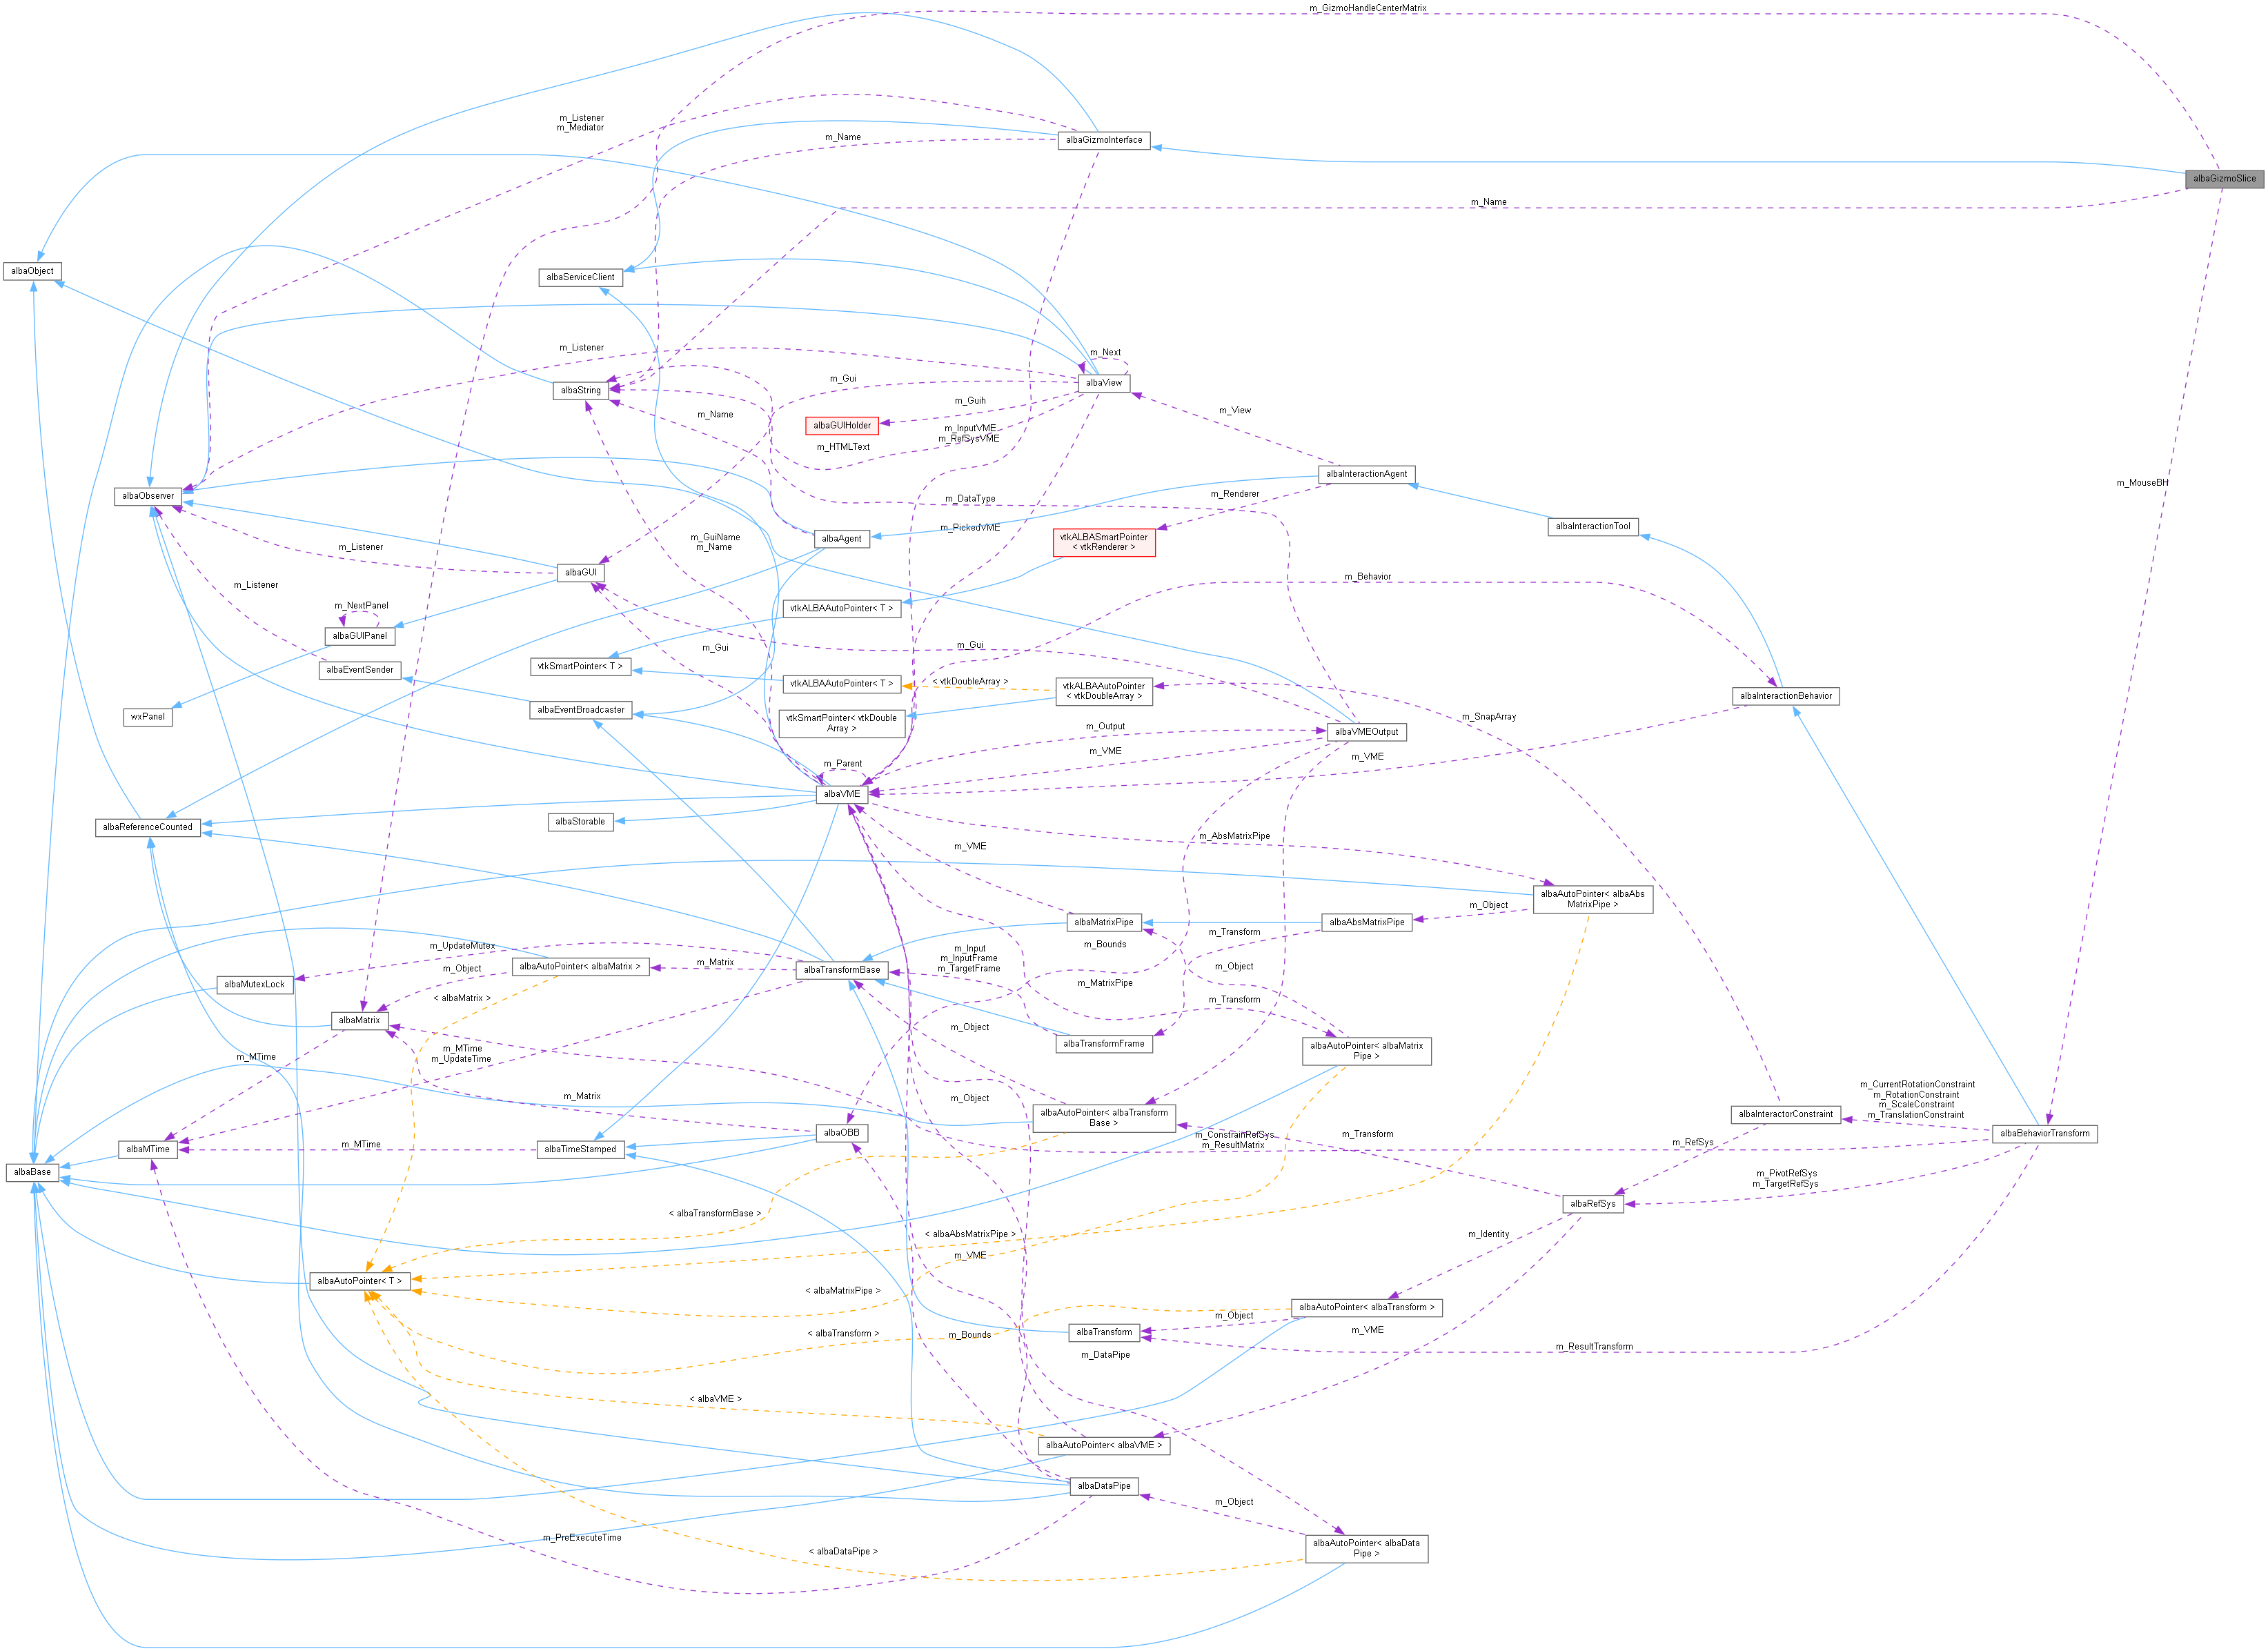 m_GizmoHandleCenterMatrix
m_Listener
m_Mediator
m_Name
albaGizmoInterface
albaGizmoSlice
m_Name
albaObject
albaServiceClient
m_Listener
m_Next
m_Gui
albaString
albaView
m_Guih
m_View
m_Name
albaGUIHolder
m_InputVME
m_RefSysVME
m_HTMLText
albaInteractionAgent
m_MouseBH
albaObserver
m_DataType
m_Renderer
albaInteractionTool
m_PickedVME
albaAgent
m_GuiName
m_Name
vtkALBASmartPointer
< vtkRenderer >
m_Listener
albaGUI
m_Behavior
m_Listener
m_NextPanel
vtkALBAAutoPointer< T >
albaGUIPanel
m_Gui
m_Gui
albaEventSender
vtkSmartPointer< T >
vtkALBAAutoPointer< T >
< vtkDoubleArray >
vtkALBAAutoPointer
< vtkDoubleArray >
albaInteractionBehavior
wxPanel
albaEventBroadcaster
vtkSmartPointer< vtkDouble
Array >
m_SnapArray
m_Output
albaVMEOutput
m_VME
m_VME
m_Parent
albaVME
albaStorable
albaReferenceCounted
m_AbsMatrixPipe
m_VME
albaAutoPointer< albaAbs
MatrixPipe >
m_Object
albaMatrixPipe
albaAbsMatrixPipe
m_Transform
m_UpdateMutex
m_Bounds
m_Input
m_InputFrame
m_TargetFrame
m_Matrix
m_Object
albaAutoPointer< albaMatrix >
albaTransformBase
m_Object
albaMutexLock
m_MatrixPipe
< albaMatrix >
m_Transform
albaMatrix
m_Object
albaTransformFrame
albaAutoPointer< albaMatrix
Pipe >
m_MTime
m_MTime
m_UpdateTime
m_Matrix
m_Object
m_CurrentRotationConstraint
m_RotationConstraint
m_ScaleConstraint
m_TranslationConstraint
albaAutoPointer< albaTransform
Base >
albaInteractorConstraint
albaOBB
albaBehaviorTransform
albaMTime
m_MTime
albaTimeStamped
m_ConstrainRefSys
m_ResultMatrix
m_Transform
m_RefSys
albaBase
m_PivotRefSys
m_TargetRefSys
albaRefSys
< albaTransformBase >
< albaAbsMatrixPipe >
m_Identity
m_VME
albaAutoPointer< T >
< albaMatrixPipe >
albaAutoPointer< albaTransform >
m_Object
< albaTransform >
m_Bounds
albaTransform
m_VME
m_ResultTransform
m_DataPipe
< albaVME >
albaAutoPointer< albaVME >
albaDataPipe
m_Object
m_PreExecuteTime
albaAutoPointer< albaData
Pipe >
< albaDataPipe >